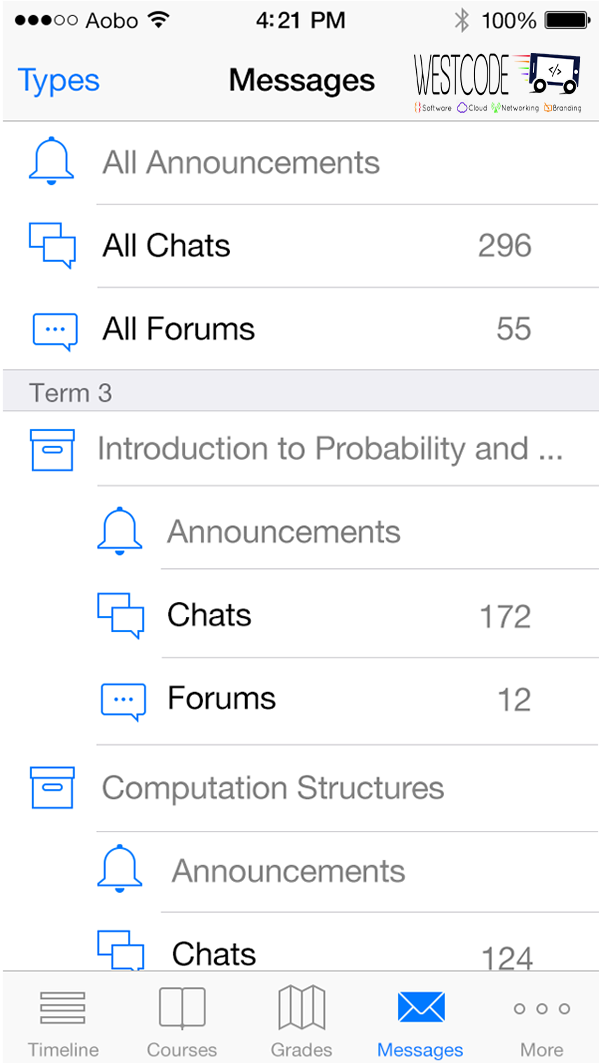 Aobo 4:21 PM 100%
Types Messages WESTCODE </>
Software Cloud Networking Branding
All Announcements
All Chats 296
All Forums 55
Term 3
Introduction to Probability and ...
Announcements
Chats 172
Forums 12
Computation Structures
Announcements
Chats 124
Timeline Courses Grades Messages More